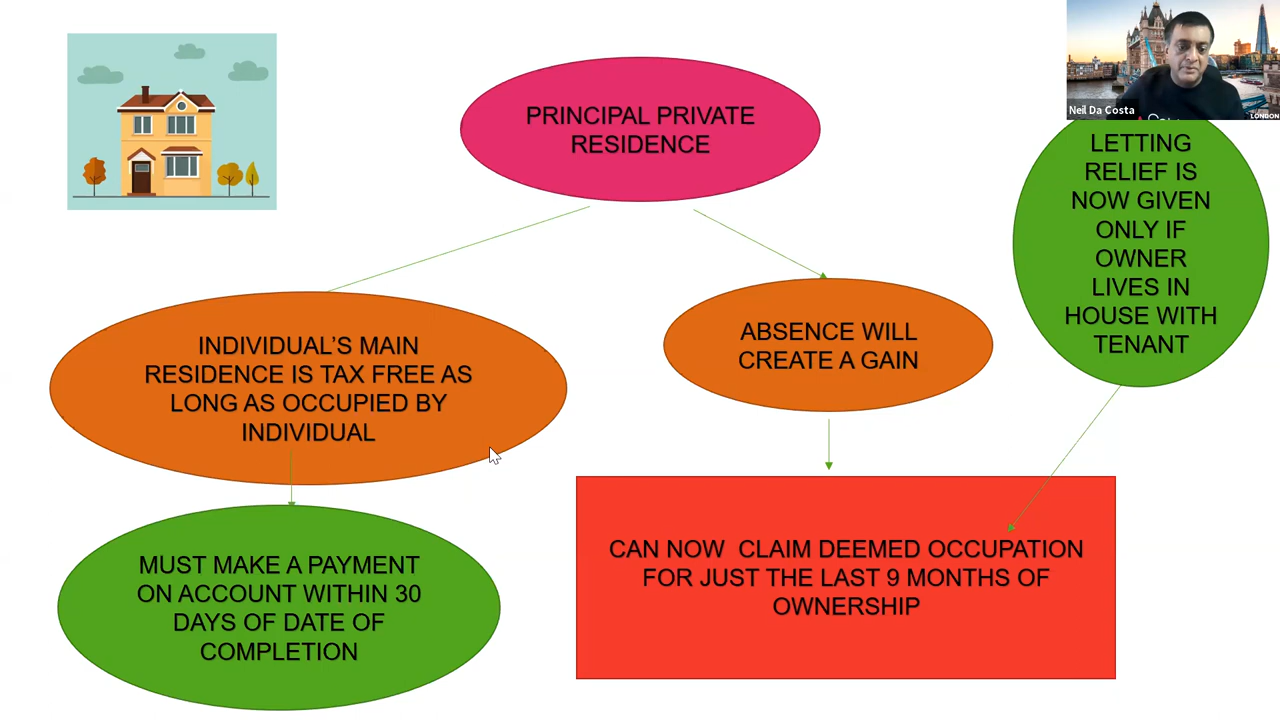 PRINCIPAL PRIVATE
RESIDENCE
Neil Da Costa
LONDON
LETTING
RELIEF IS
NOW GIVEN
ONLY IF
OWNER
LIVES IN
HOUSE WITH
TENANT
INDIVIDUAL'S MAIN
RESIDENCE IS TAX FREE AS
LONG AS OCCUPIED BY
INDIVIDUAL
ABSENCE WILL
CREATE A GAIN
MUST MAKE A PAYMENT
ON ACCOUNT WITHIN 30
DAYS OF DATE OF
COMPLETION
CAN NOW CLAIM DEEMED OCCUPATION
FOR JUST THE LAST 9 MONTHS OF
OWNERSHIP